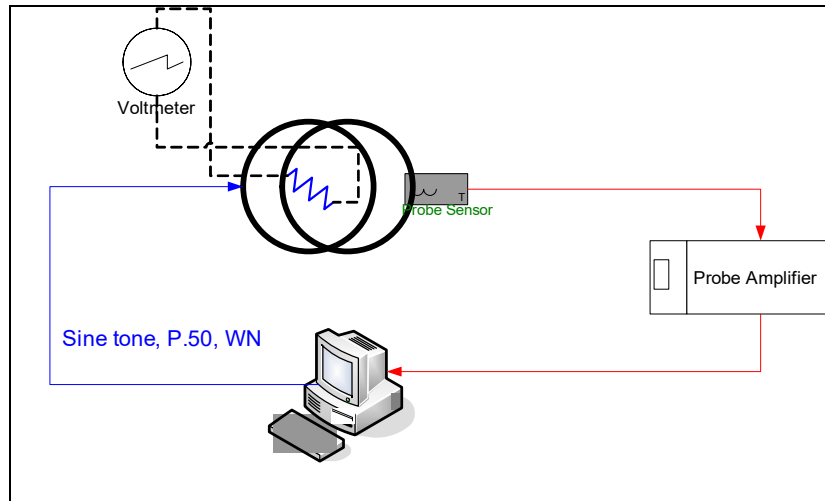 Voltmeter
Probe Sensor
T
Probe Amplifier
Sine tone, P.50, WN